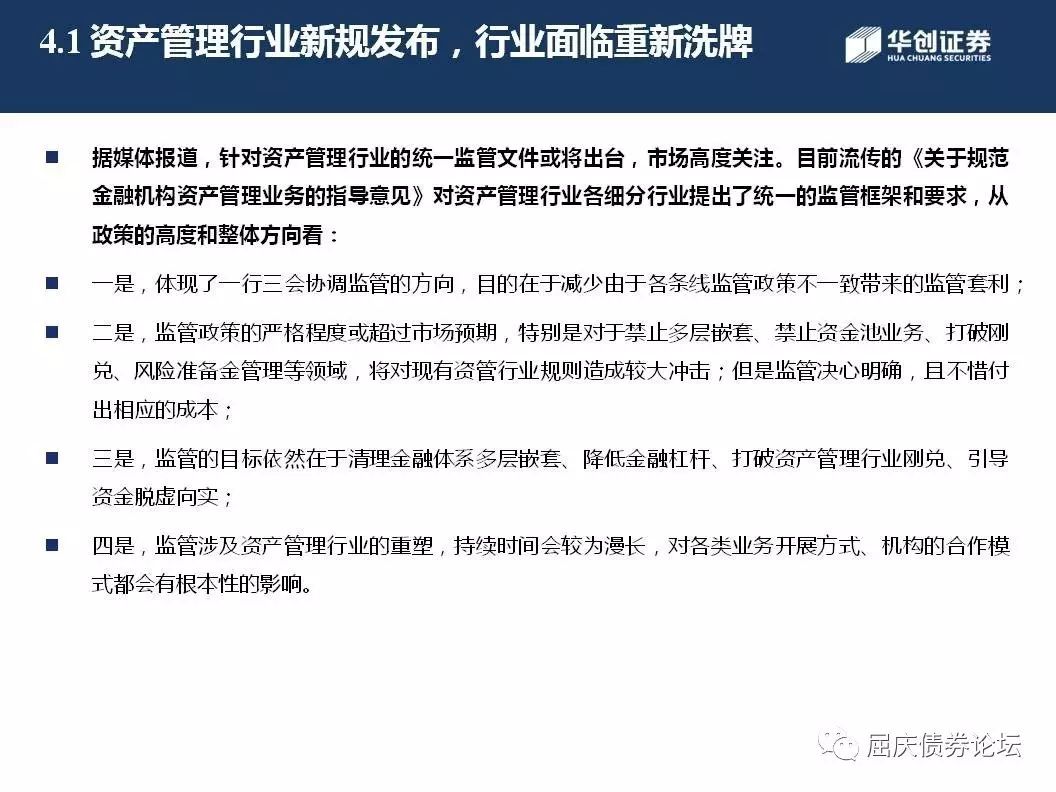 4.1 资产管理行业新规发布，行业面临重新洗牌
华创证券
HUA CHUANG SECURITIES
■ 据媒体报道，针对资产管理行业的统一监管文件或将出台，市场高度关注。目前流传的《关于规范
金融机构资产管理业务的指导意见》对资产管理行业各细分行业提出了统一的监管框架和要求，从
政策的高度和整体方向看：
■ 一是，体现了一行三会协调监管的方向，目的在于减少由于各条线监管政策不一致带来的监管套利；
■ 二是，监管政策的严格程度或超过市场预期，特别是对于禁止多层嵌套、禁止资金池业务、打破刚
兑、风险准备金管理等领域，将对现有资管行业规则造成较大冲击；但是监管决心明确，且不惜付
出相应的成本；
■ 三是，监管的目标依然在于清理金融体系多层嵌套、降低金融杠杆、打破资产管理行业刚兑、引导
资金脱虚向实；
■ 四是，监管涉及资产管理行业的重塑，持续时间会较为漫长，对各类业务开展方式、机构的合作模
式都会有根本性的影响。
屈庆债券论坛